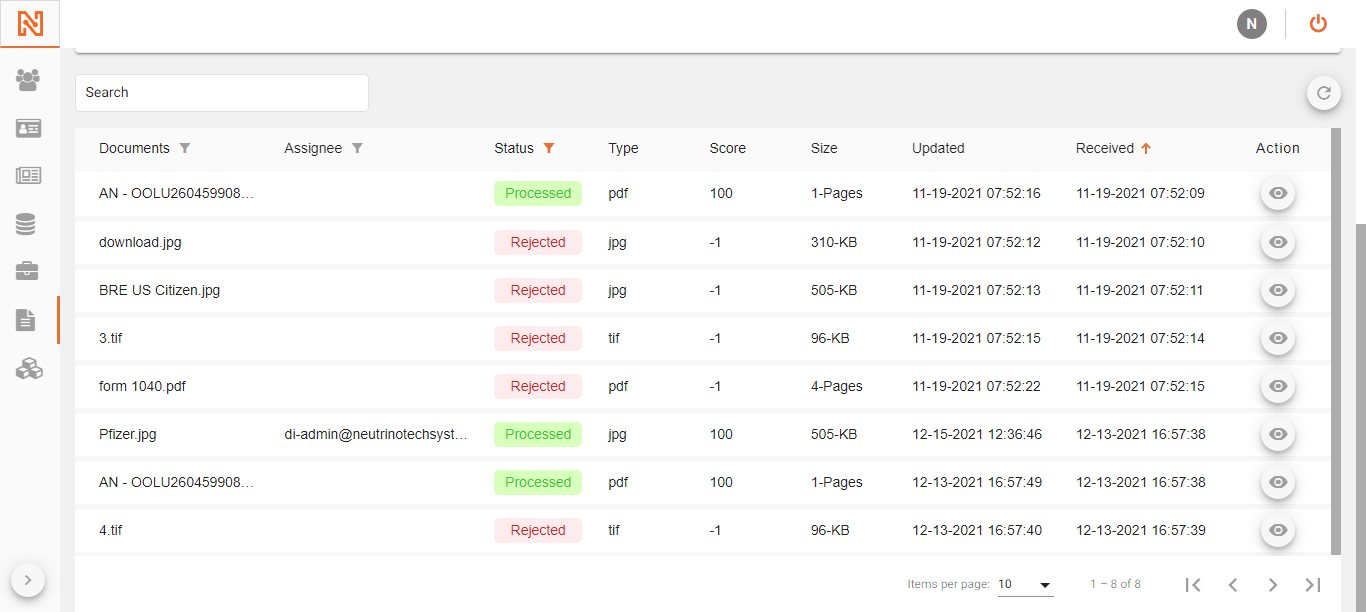 N
Search
Documents Assignee Status Type Score Size Updated Received Action
AN - OOLU260459908... Processed pdf 100 1-Pages 11-19-2021 07:52:16 11-19-2021 07:52:09
download.jpg Rejected jpg -1 310-KB 11-19-2021 07:52:12 11-19-2021 07:52:10
BRE US Citizen.jpg Rejected jpg -1 505-KB 11-19-2021 07:52:13 11-19-2021 07:52:11
3.tif Rejected tif -1 96-KB 11-19-2021 07:52:15 11-19-2021 07:52:14
form 1040.pdf Rejected pdf -1 4-Pages 11-19-2021 07:52:22 11-19-2021 07:52:15
Pfizer.jpg di-admin@neutrinotechsyst... Processed jpg 100 505-KB 12-15-2021 12:36:46 12-13-2021 16:57:38
AN - OOLU260459908... Processed pdf 100 1-Pages 12-13-2021 16:57:49 12-13-2021 16:57:38
4.tif Rejected tif -1 96-KB 12-13-2021 16:57:40 12-13-2021 16:57:39
Items per page: 10 1 – 8 of 8